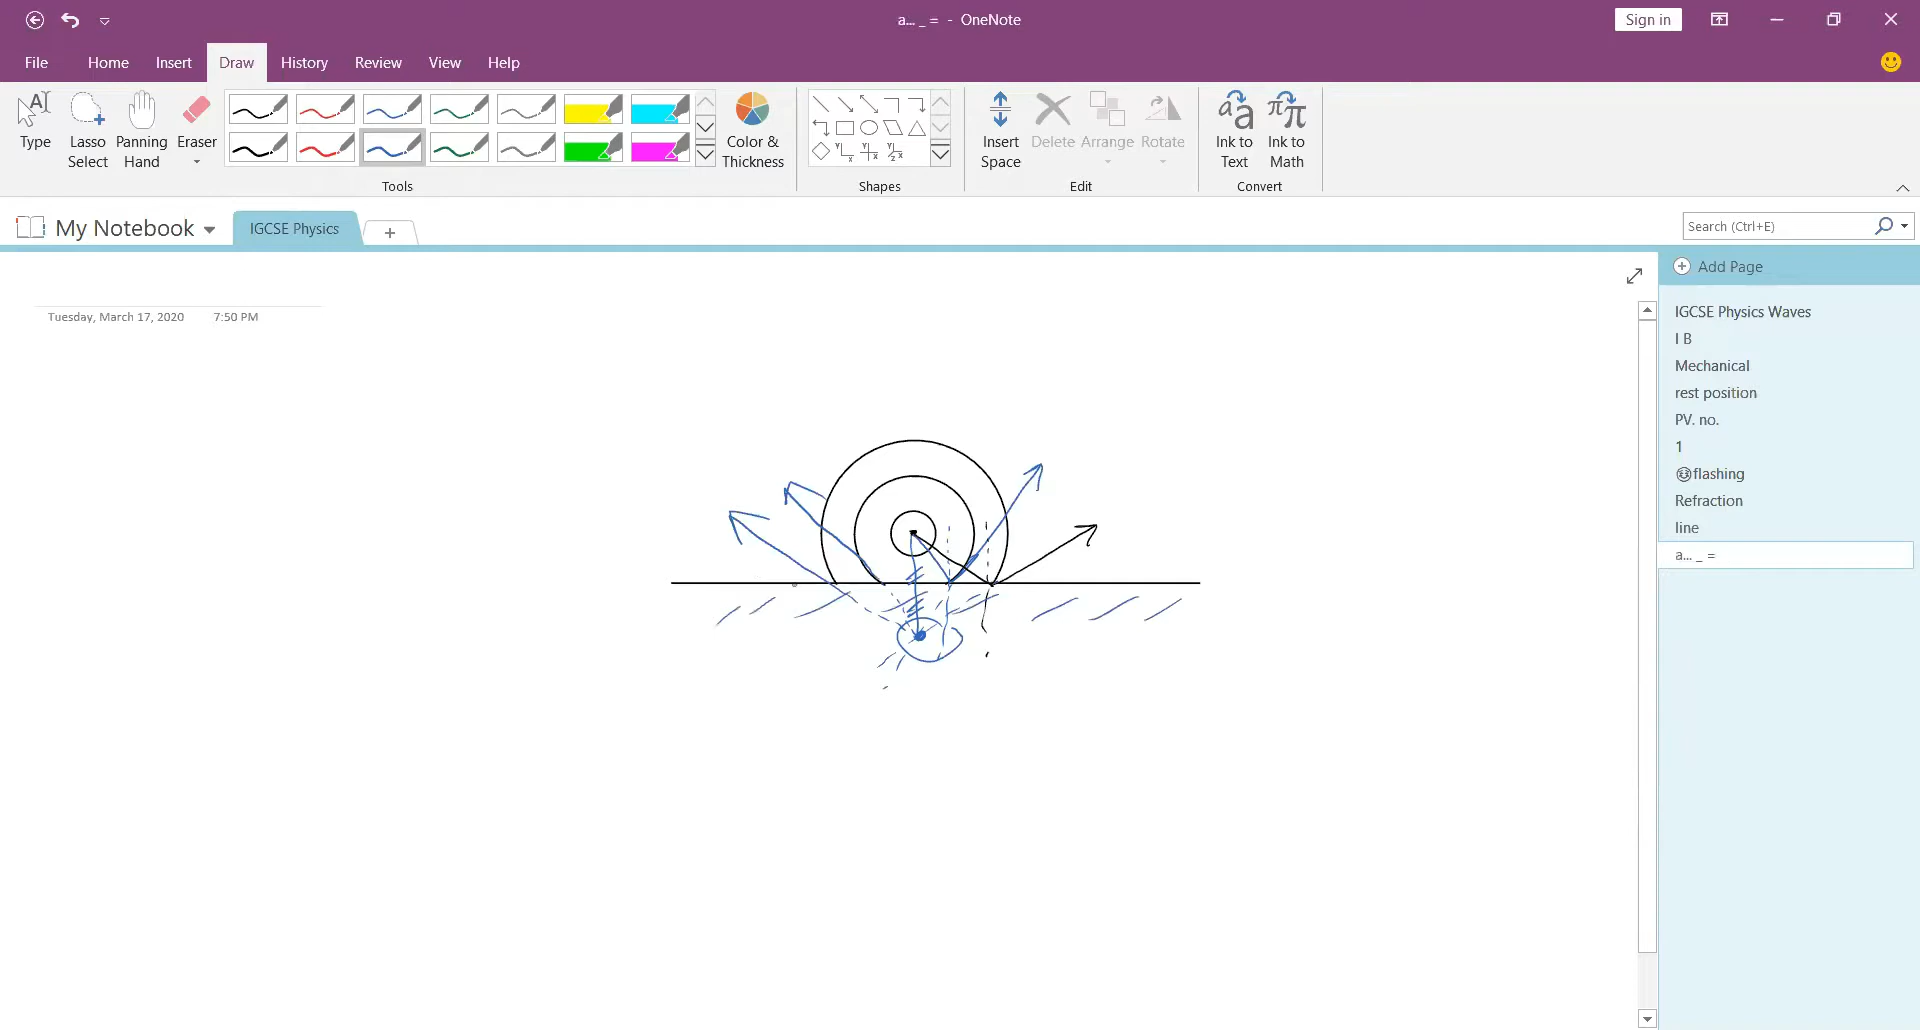 a... _ = - OneNote
Sign in
File Home Insert Draw History Review View Help
Type
Lasso Select
Panning Hand
Eraser
Color & Thickness
Insert Space
Delete
Arrange
Rotate
Ink to Text
Ink to Math
Tools
Shapes
Edit
Convert
My Notebook
IGCSE Physics
Search (Ctrl+E)
Add Page
Tuesday, March 17, 2020 7:50 PM
IGCSE Physics Waves
I B
Mechanical
rest position
PV. no.
1
flashing
Refraction
line
a... _ =